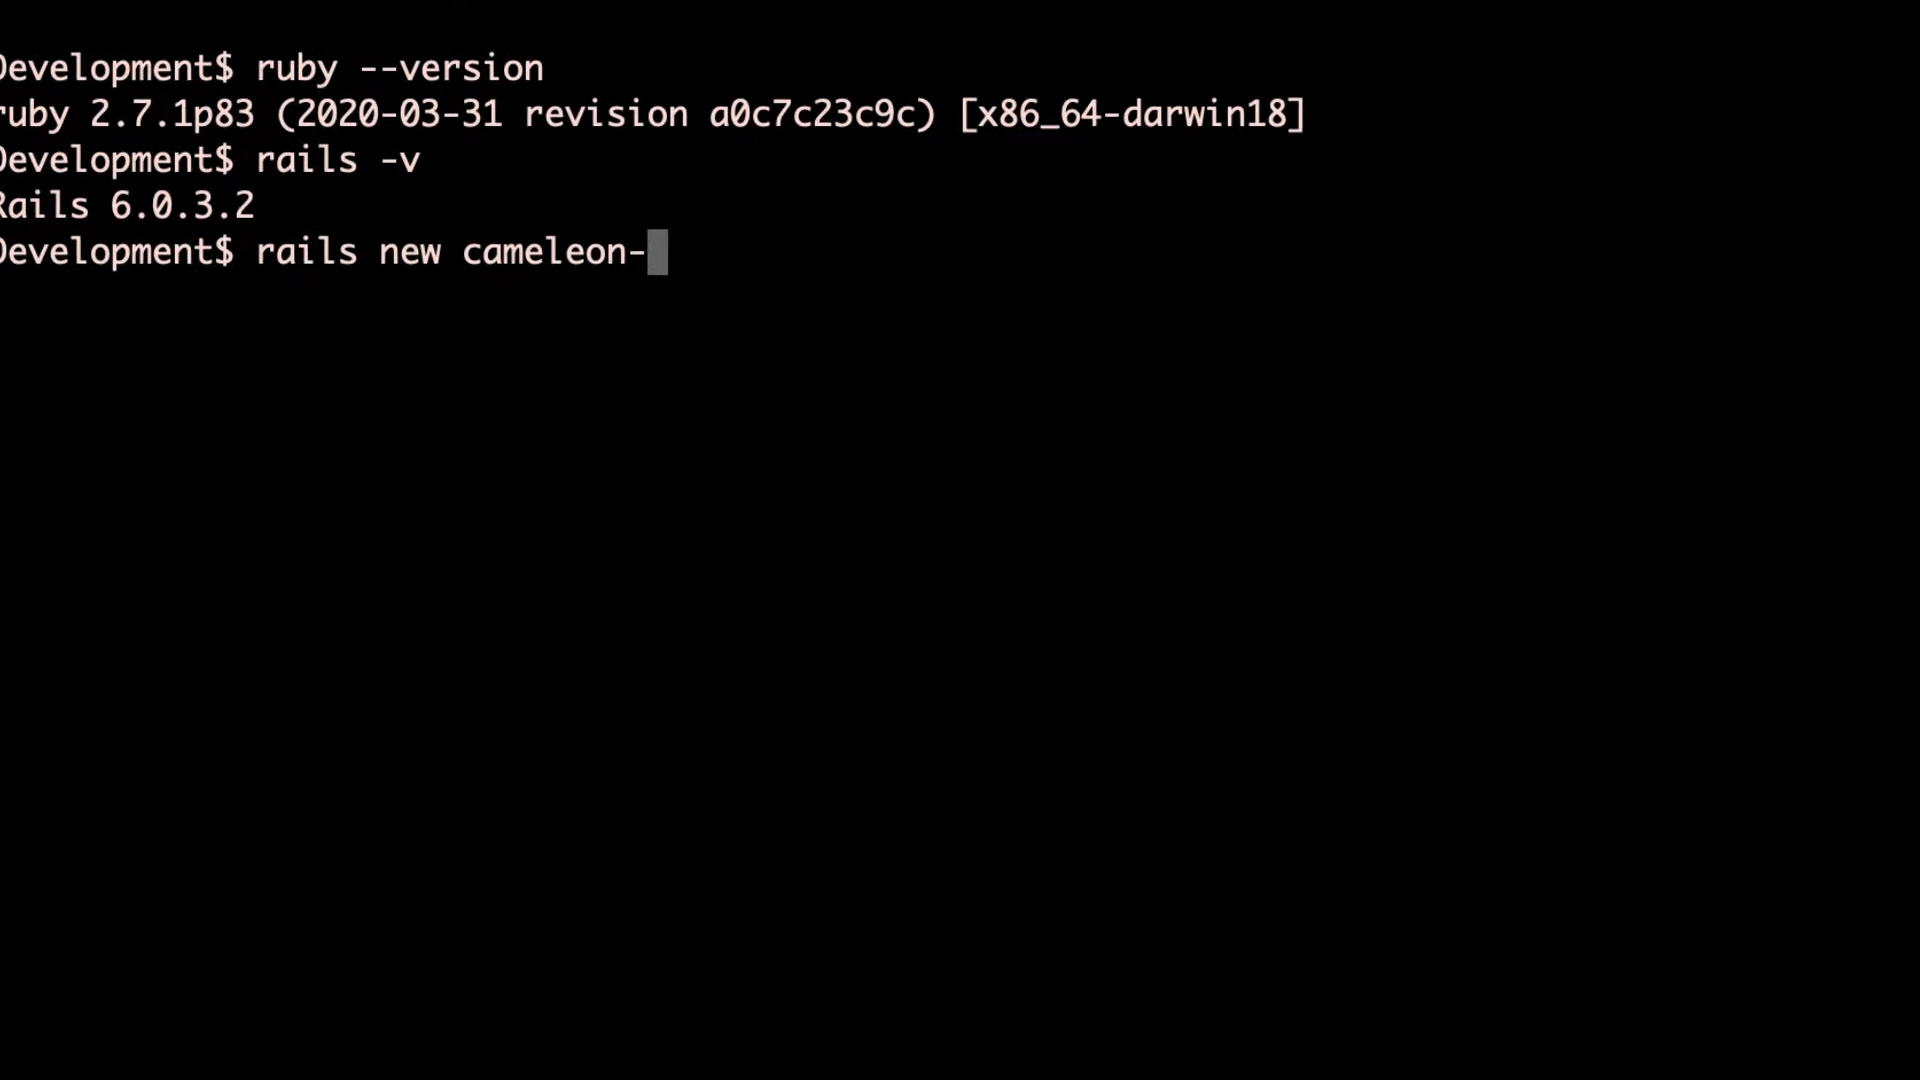 Development$ ruby --version
ruby 2.7.1p83 (2020-03-31 revision a0c7c23c9c) [x86_64-darwin18]
Development$ rails -v
Rails 6.0.3.2
Development$ rails new cameleon-